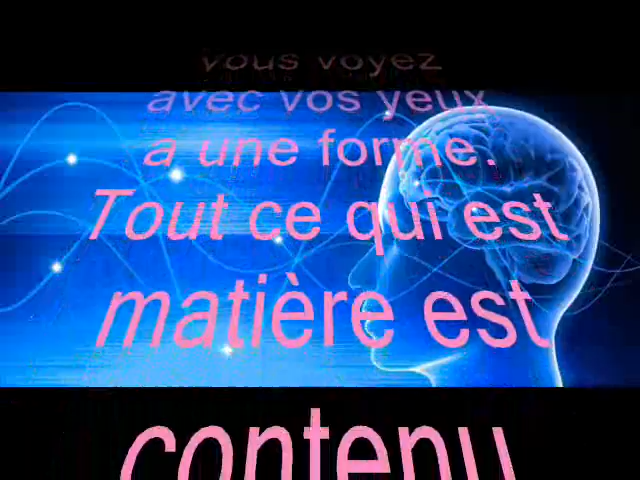 vous voyez
avec vos yeux
a une forme.
Tout ce qui est
matière est
contenu